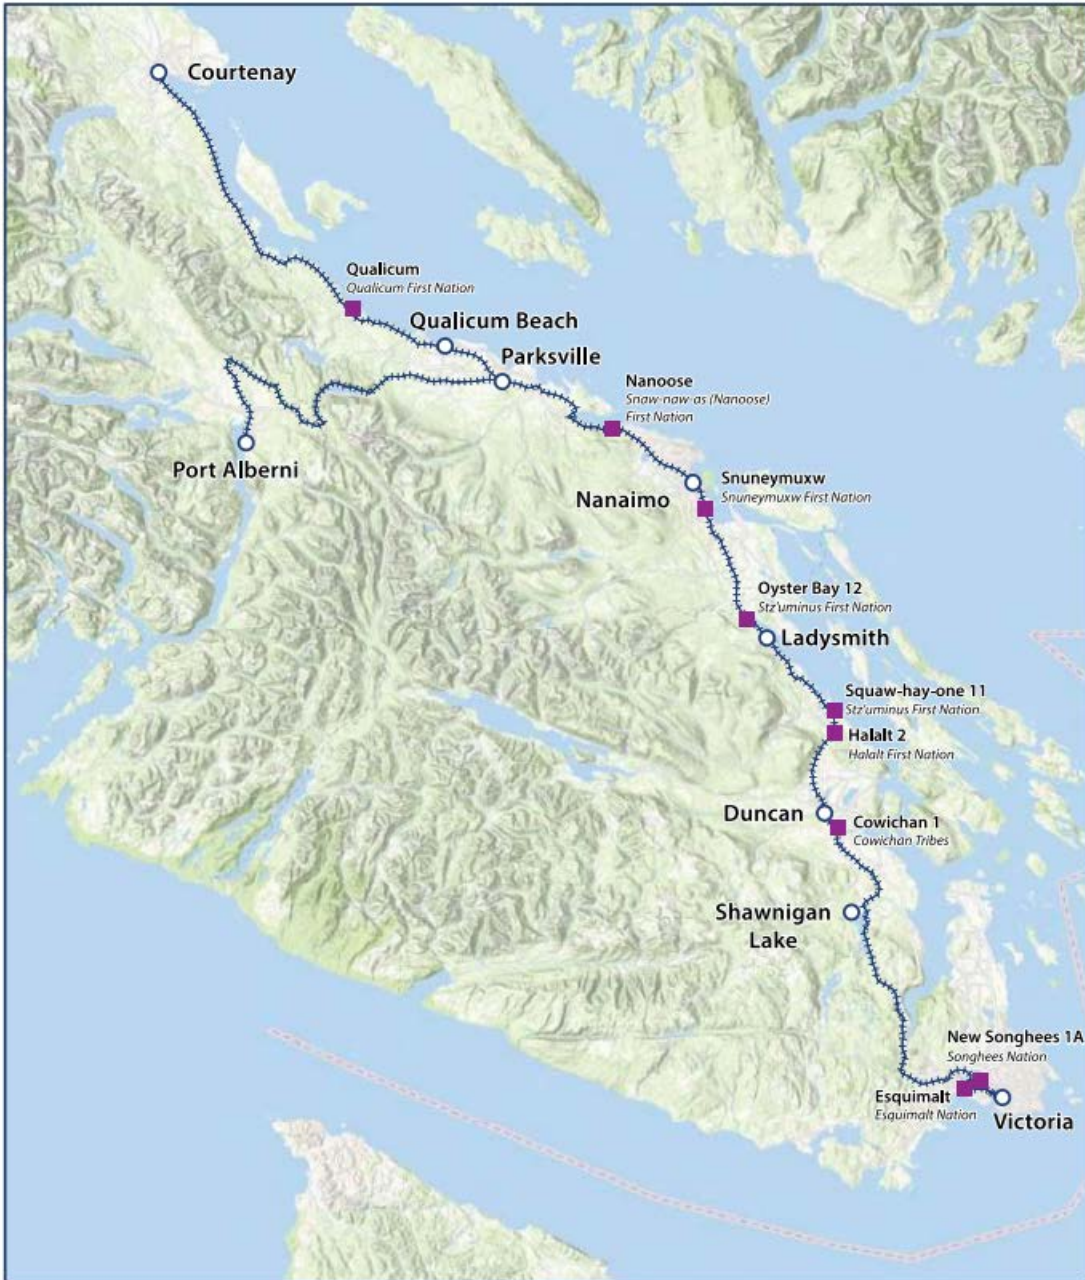 Courtenay
Qualicum
Qualicum First Nation
Qualicum Beach
Parksville
Nanoose
Snaw-naw-as (Nanoose)
First Nation
Port Alberni
Snuneymuxw
Snuneymuxw First Nation
Nanaimo
Oyster Bay 12
Stz'uminus First Nation
Ladysmith
Squaw-hay-one 11
Stz'uminus First Nation
Halalt 2
Halalt First Nation
Duncan
Cowichan 1
Cowichan Tribes
Shawnigan
Lake
New Songhees 1A
Songhees Nation
Esquimalt
Esquimalt Nation
Victoria